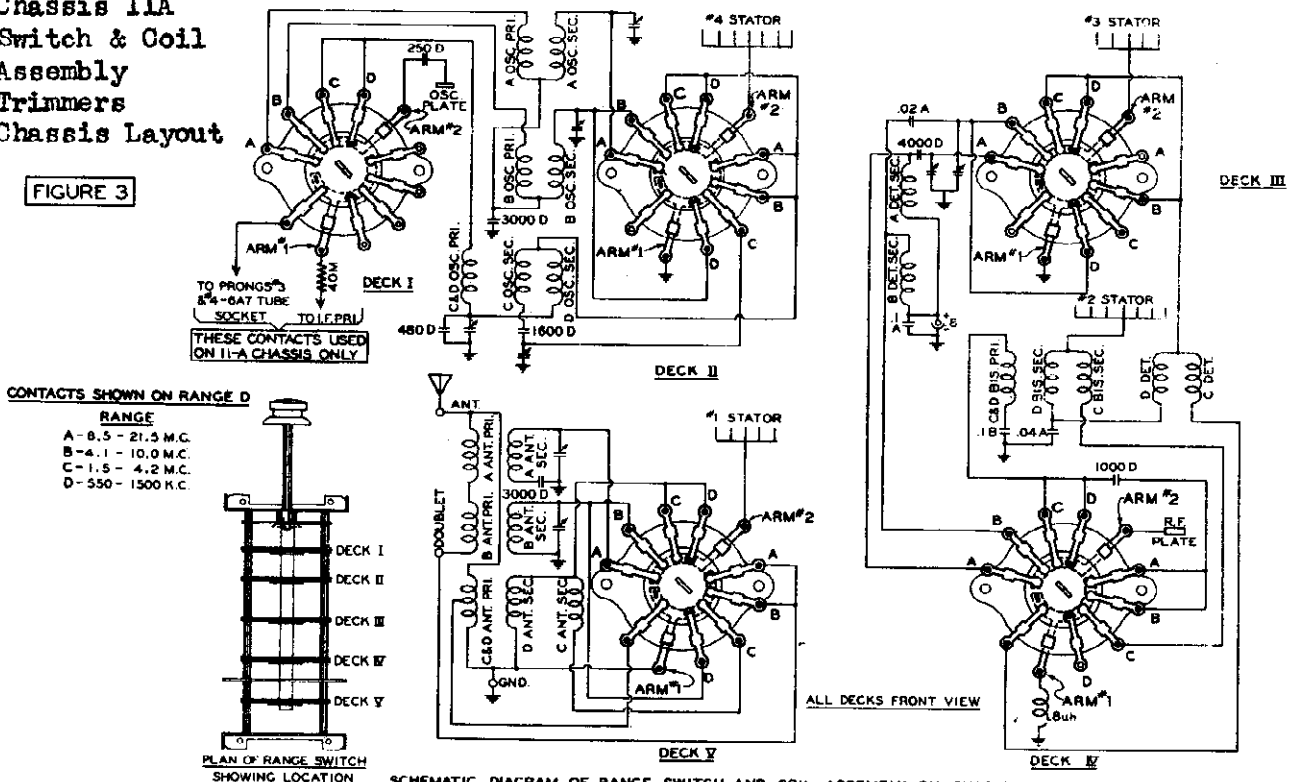 Chassis 11A
Switch & Coil
Assembly
Trimmers
Chassis Layout
FIGURE 3
A
B
C
D
250 D
OSC.
PLATE
ARM #2
ARM #1
40M
DECK I
TO PRONGS #3
& #4-6A7 TUBE
SOCKET
TO I.F. PRI.
THESE CONTACTS USED
ON 11-A CHASSIS ONLY
A OSC. PRI.
A OSC. SEC.
B OSC. PRI.
B OSC. SEC.
3000 D
C&D OSC. PRI.
C OSC. SEC.
D OSC. SEC.
450 D
1600 D
#4 STATOR
A
B
C
D
ARM
#2
A
B
C
D
ARM #1
DECK II
#3 STATOR
.02 A
4000 D
A DET. SEC.
B DET. SEC.
.1
A
A
B
C
D
ARM
#2
A
B
C
D
ARM #1
DECK III
#2 STATOR
C&D BIS PRI.
D BIS. SEC.
C BIS. SEC.
D DET.
C DET.
.1B
.04A
1000 D
A
B
C
D
ARM #2
R.F.
PLATE
A
B
C
D
ARM #1
.8uh
DECK IV
CONTACTS SHOWN ON RANGE D
RANGE
A - 8.5 - 21.5 M.C.
B - 4.1 - 10.0 M.C.
C - 1.5 - 4.2 M.C.
D - 550 - 1500 K.C.
DECK I
DECK II
DECK III
DECK IV
DECK V
PLAN OF RANGE SWITCH
SHOWING LOCATION
ANT.
DOUBLET
A ANT. PRI.
A ANT.
SEC.
3000 D
B ANT. PRI.
B ANT.
SEC.
C&D ANT. PRI.
D ANT. SEC.
C ANT. SEC.
GND.
#1 STATOR
A
B
C
D
ARM #2
A
B
C
D
ARM #1
DECK V
ALL DECKS FRONT VIEW
SCHEMATIC DIAGRAM OF RANGE SWITCH AND COIL ASSEMBLY